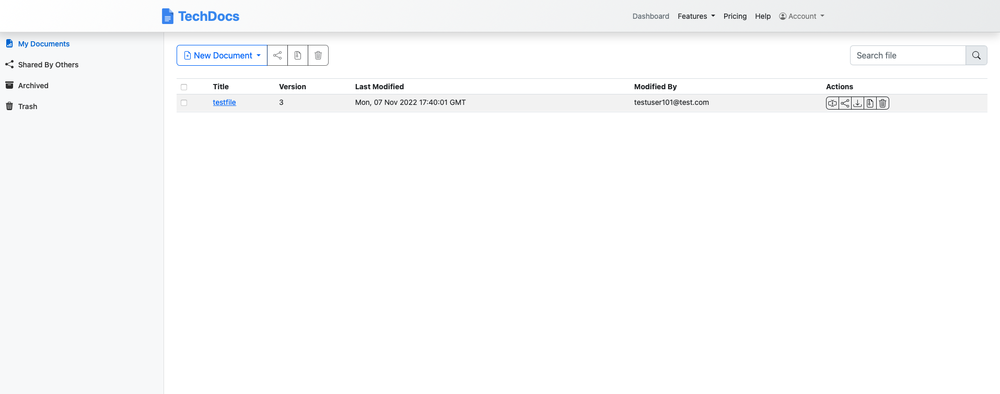 TechDocs
Dashboard Features Pricing Help Account
My Documents
Shared By Others
Archived
Trash
New Document
Search file
Title Version Last Modified Modified By Actions
testfile 3 Mon, 07 Nov 2022 17:40:01 GMT testuser101@test.com